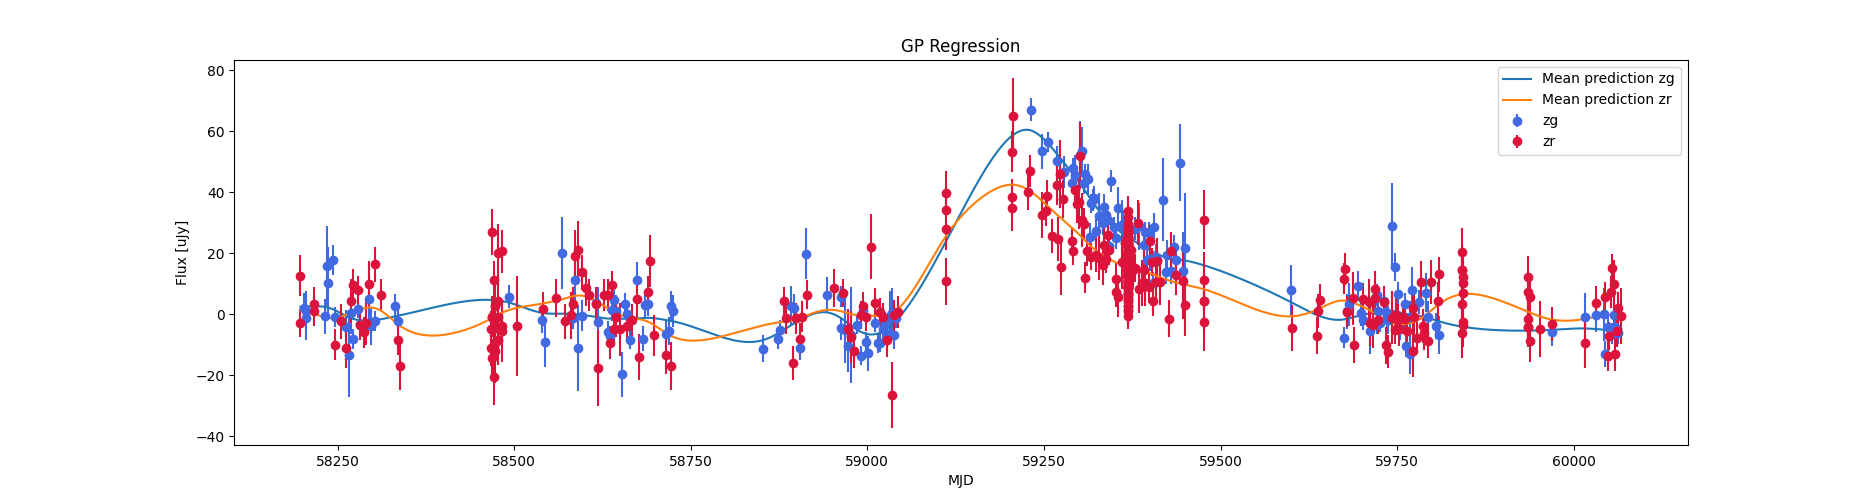 GP Regression
80
60
40
20
0
−20
−40
Flux [uJy]
58250
58500
58750
59000
59250
59500
59750
60000
MJD
Mean prediction zg
Mean prediction zr
zg
zr